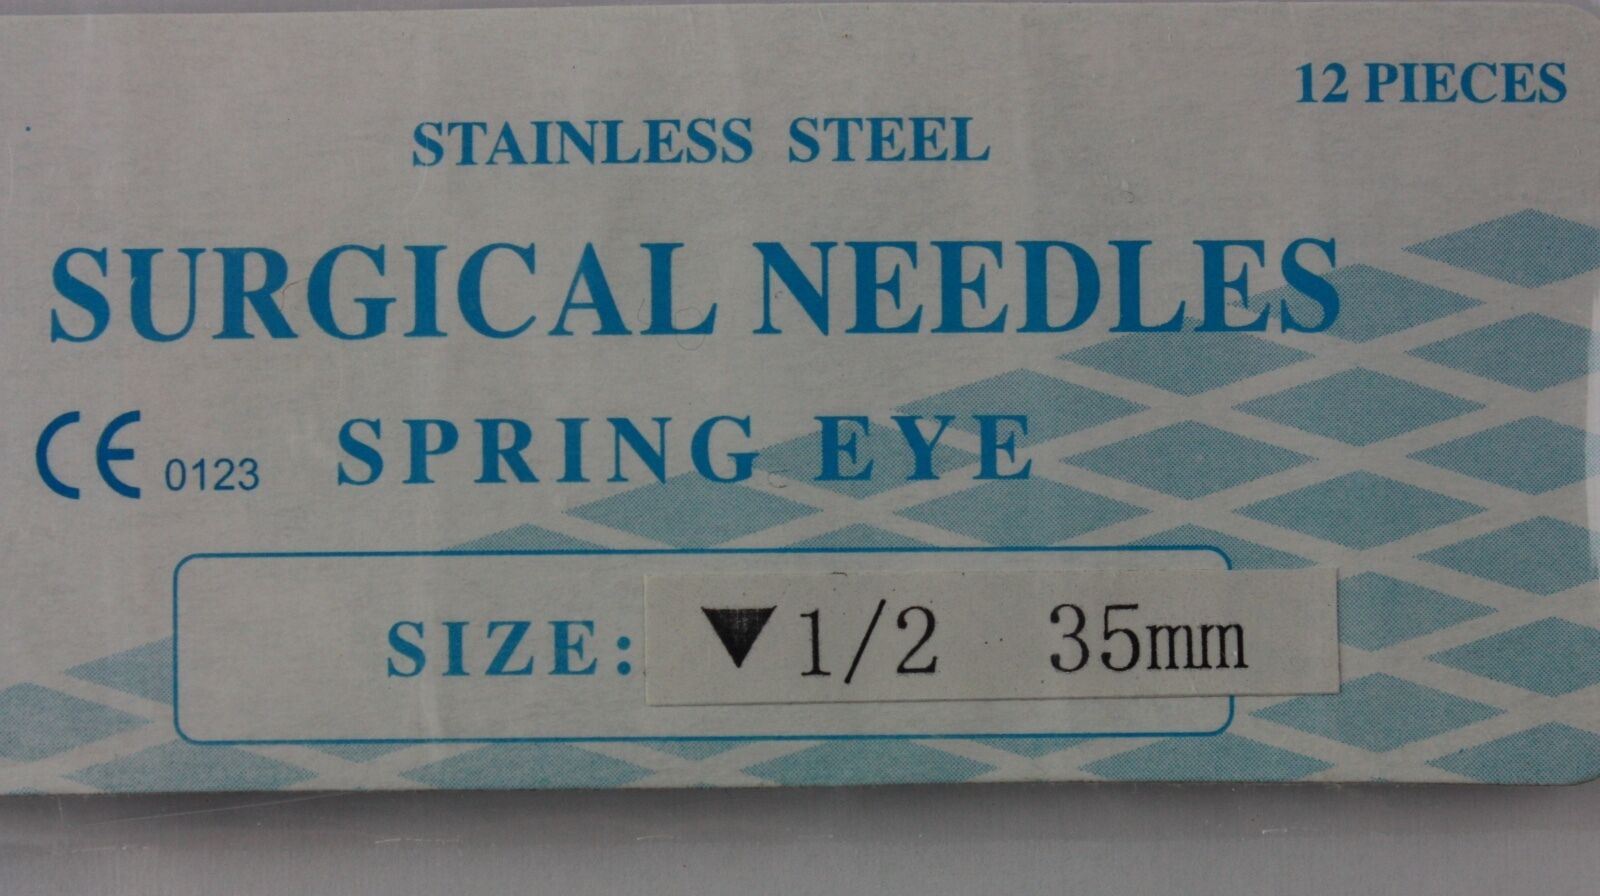 12 PIECES
STAINLESS STEEL
SURGICAL NEEDLES
CE 0123 SPRING EYE
SIZE: ▼ 1/2 35mm